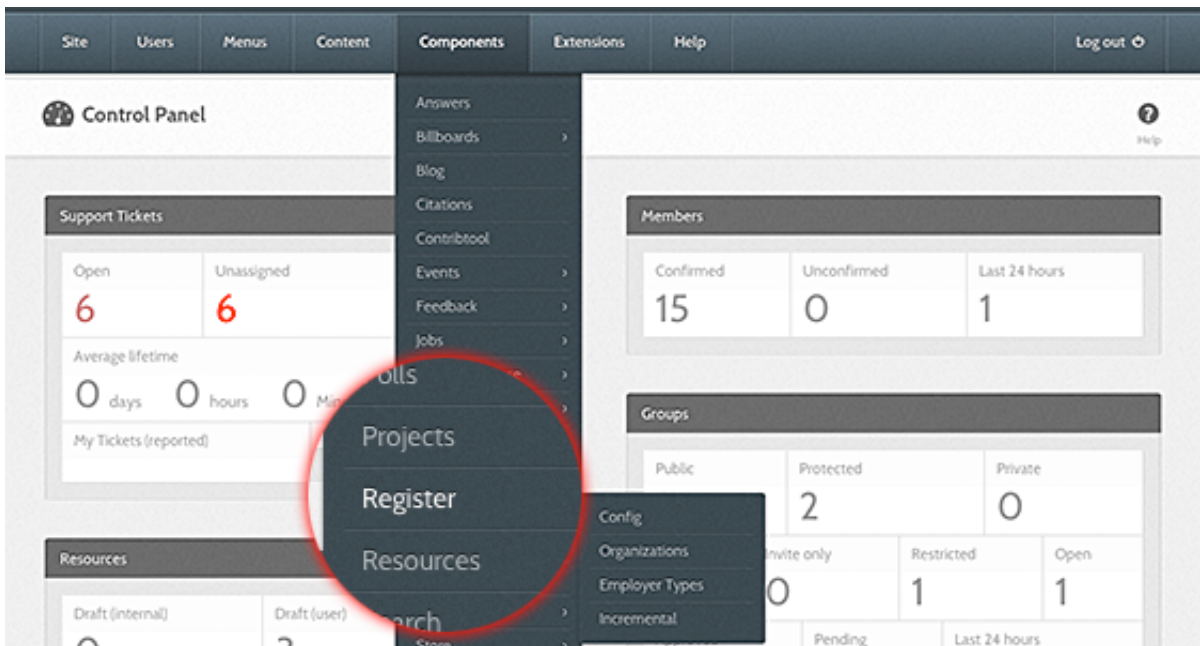 Site Users Menus Content Components Extensions Help Log out
Control Panel
Help
Answers
Billboards
Blog
Citations
Contribtool
Events
Feedback
Jobs
Projects
Register
Resources
Store
Config
Organizations
Employer Types
Incremental
Support Tickets
Open Unassigned
6 6
Average lifetime
0 days 0 hours 0
My Tickets (reported)
Resources
Draft (internal) Draft (user)
Members
Confirmed Unconfirmed Last 24 hours
15 0 1
Groups
Public Protected Private
2 0
Invite only Restricted Open
0 1 1
Pending Last 24 hours